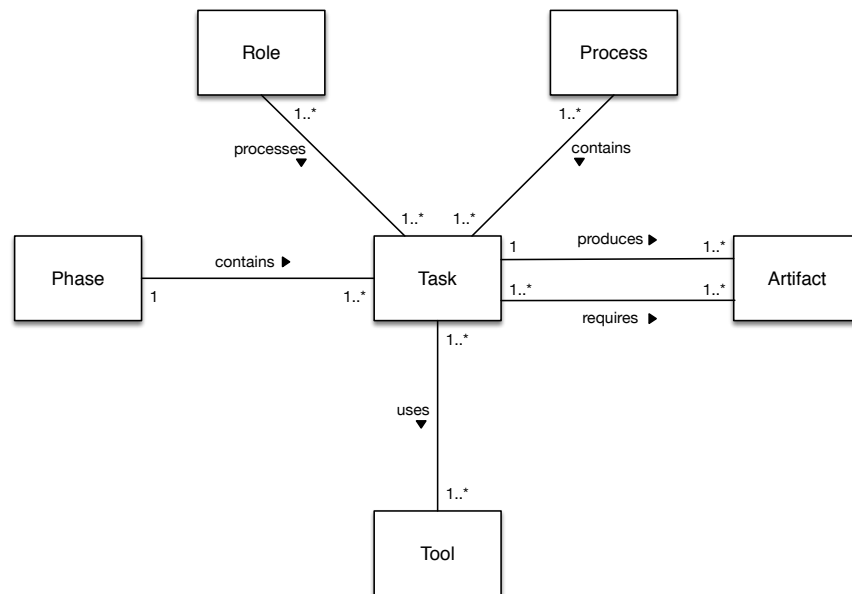 Role
Process
1..*
1..*
processes
contains
1..*
1..*
Phase
contains
1
1..*
Task
1
produces
1..*
1..*
requires
1..*
Artifact
1..*
uses
1..*
Tool